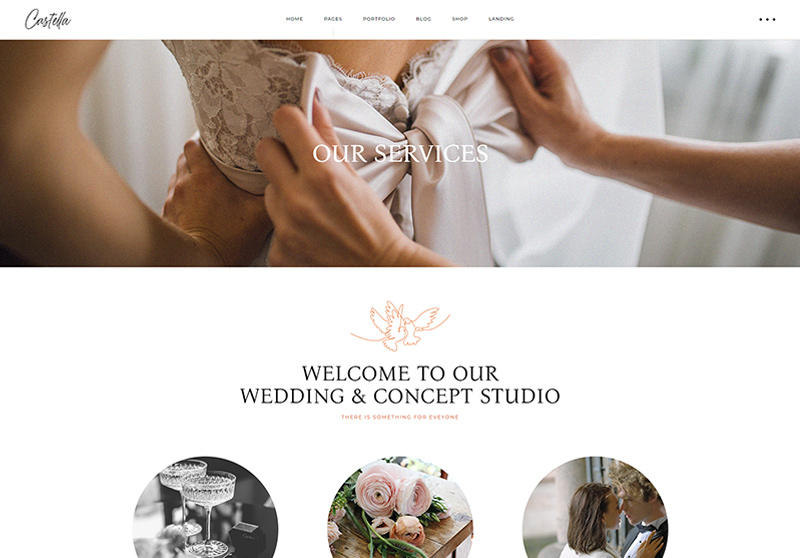 Castella
HOME PAGES PORTFOLIO BLOG SHOP LANDING
OUR SERVICES
WELCOME TO OUR
WEDDING & CONCEPT STUDIO
THERE IS SOMETHING FOR EVEYONE
Castella